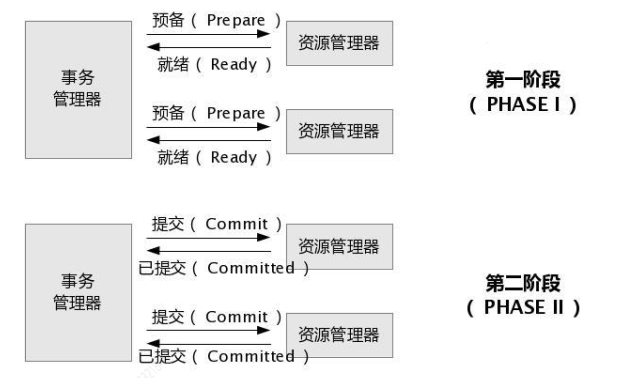 预备（ Prepare ）
资源管理器
就绪（ Ready ）
事务
管理器
第一阶段
（ PHASE I ）
预备（ Prepare ）
资源管理器
就绪（ Ready ）
提交（ Commit ）
资源管理器
已提交（ Committed ）
事务
管理器
第二阶段
（ PHASE II ）
提交（ Commit ）
资源管理器
已提交（ Committed ）